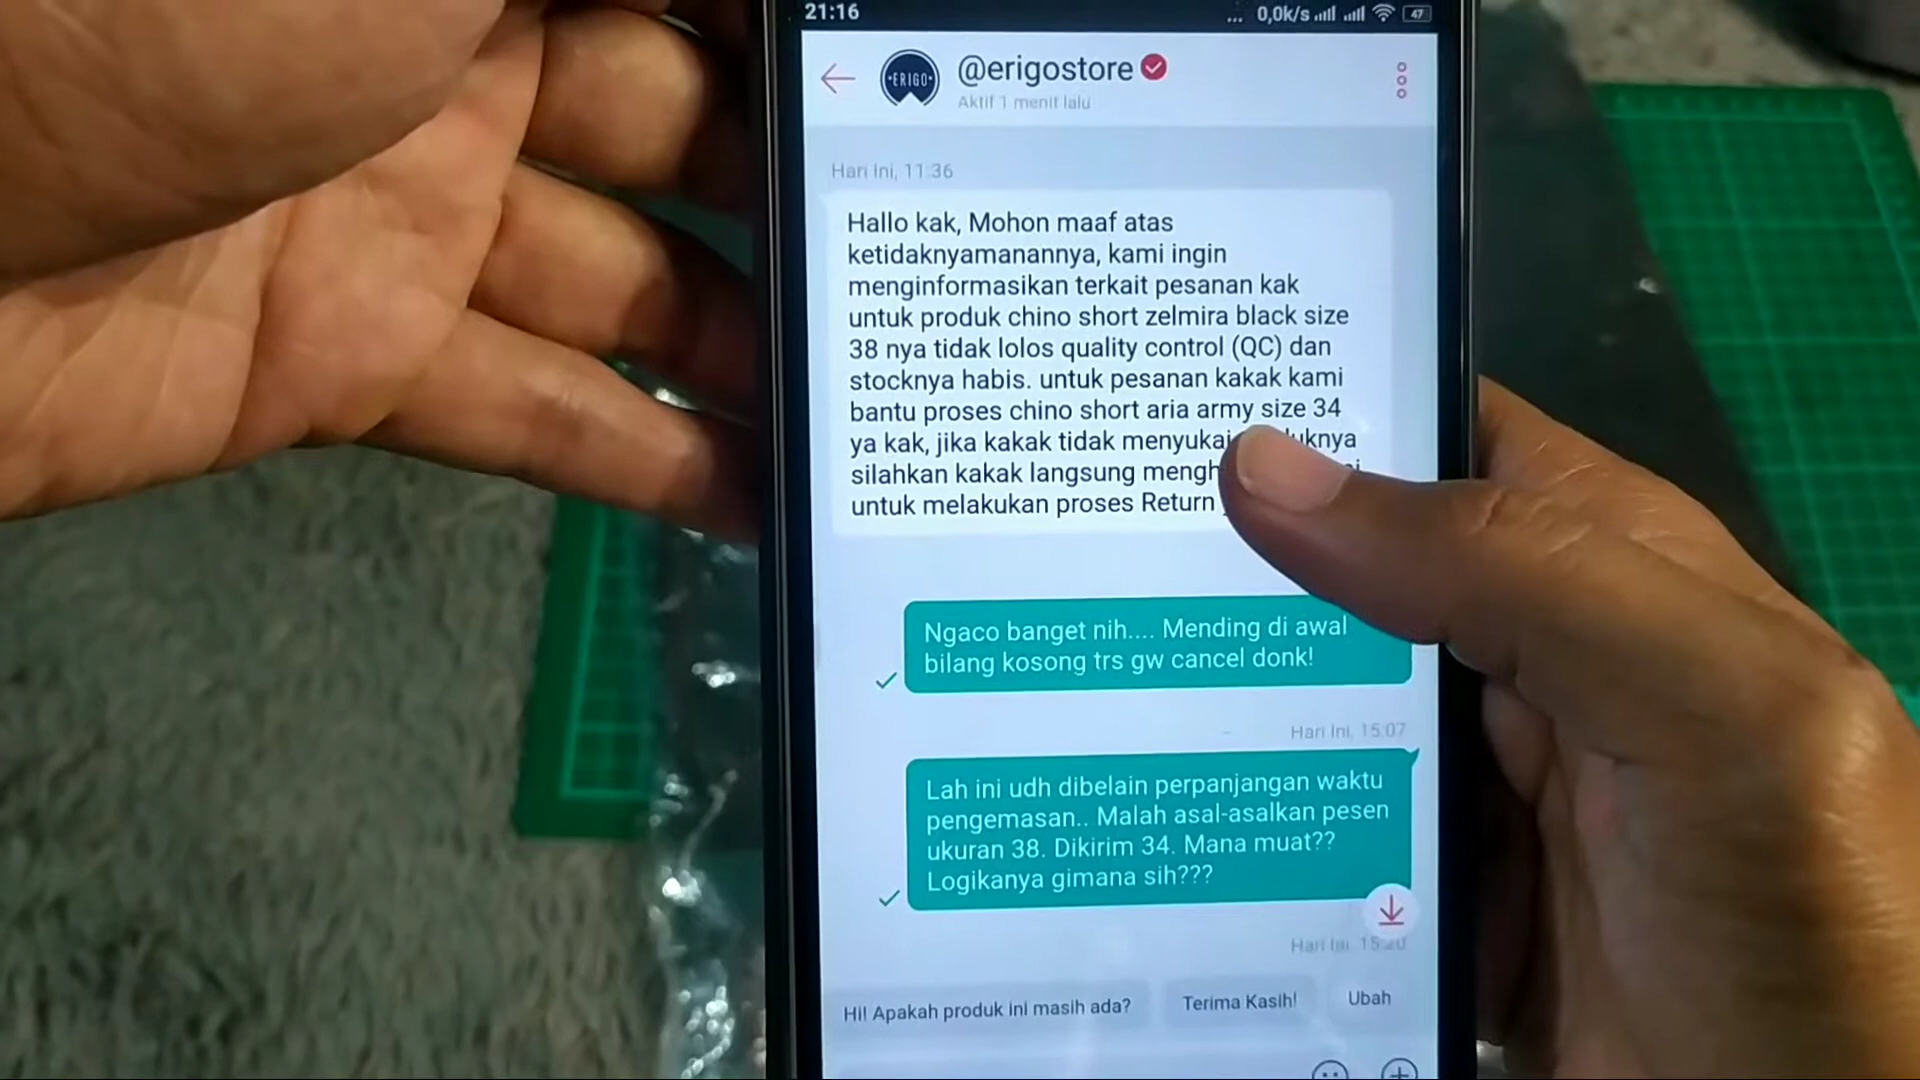 21:16
... 0,0k/s 47
ERIGO
@erigostore
Aktif 1 menit lalu
Hari Ini, 11:36
Hallo kak, Mohon maaf atas
ketidaknyamanannya, kami ingin
menginformasikan terkait pesanan kak
untuk produk chino short zelmira black size
38 nya tidak lolos quality control (QC) dan
stocknya habis. untuk pesanan kakak kami
bantu proses chino short aria army size 34
ya kak, jika kakak tidak menyukai
silahkan kakak langsung
untuk melakukan proses Return
Ngaco banget nih.... Mending di awal
bilang kosong trs gw cancel donk!
Hari Ini, 15:07
Lah ini udh dibelain perpanjangan waktu
pengemasan.. Malah asal-asalkan pesen
ukuran 38. Dikirim 34. Mana muat??
Logikanya gimana sih???
Hari Ini,
Hi! Apakah produk ini masih ada?
Terima Kasih!
Ubah